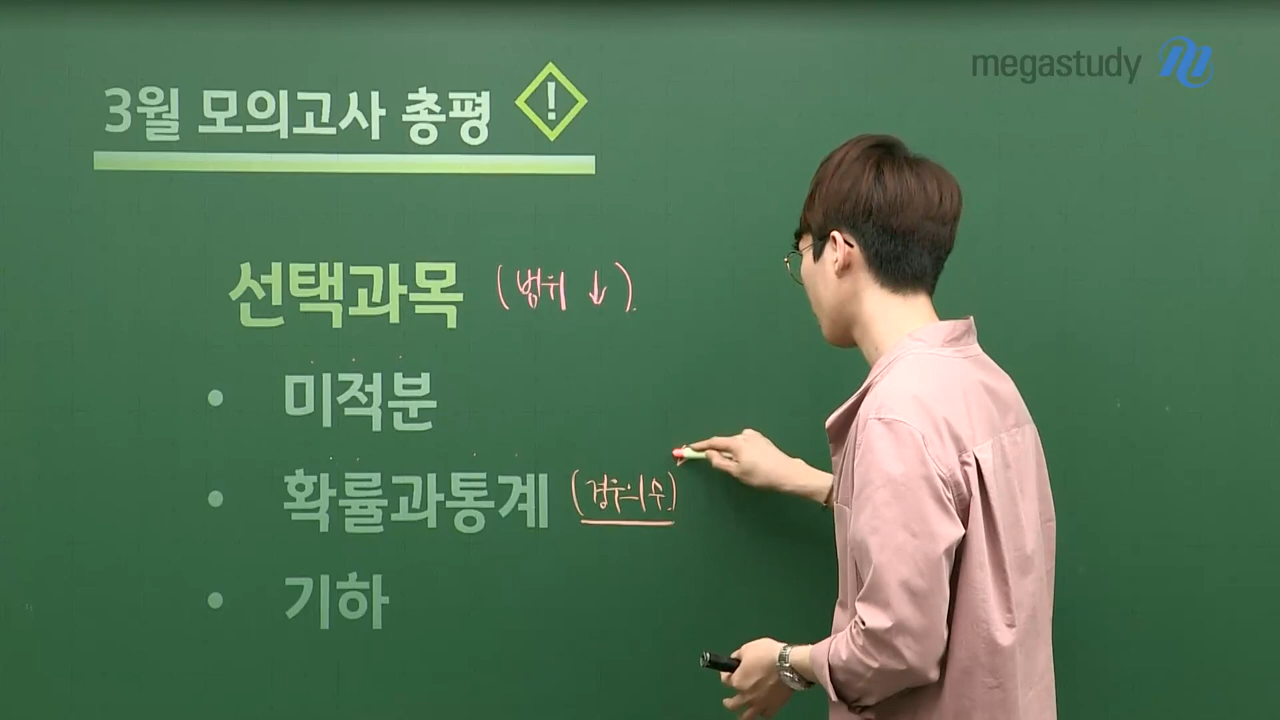 megastudy
3월 모의고사 총평 !
선택과목 (범위 ↓)
• 미적분
• 확률과통계 (경우의 수)
• 기하